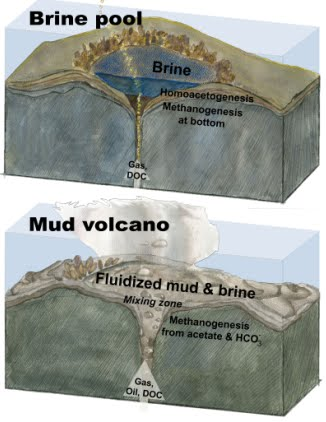 Brine pool
Brine
Homoacetogenesis
Methanogenesis
at bottom
Gas,
DOC
Mud volcano
Fluidized mud & brine
Mixing zone
Methanogenesis
from acetate & HCO3
Gas,
Oil, DOC